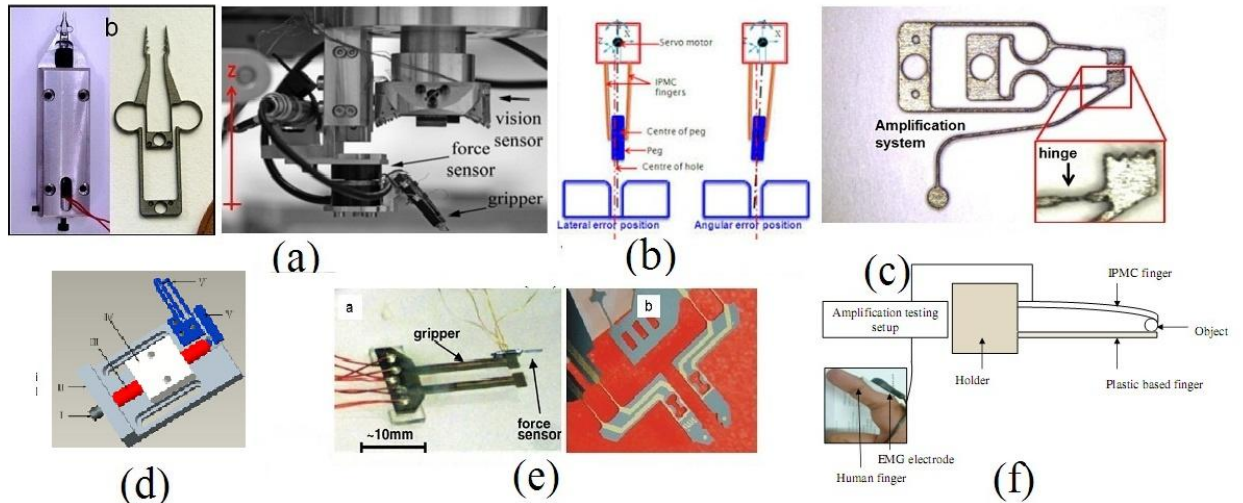 b
Z
vision
sensor
force
sensor
gripper
(a)
Servo motor
IPMC
fingers
Centre of peg
Peg
Centre of hole
Lateral error position
Angular error position
(b)
Amplification
system
hinge
(c)
V
V
IV
III
II
I
(d)
a
gripper
force
sensor
~10mm
b
(e)
Amplification testing
setup
IPMC finger
Object
Holder
Plastic based finger
EMG electrode
Human finger
(f)